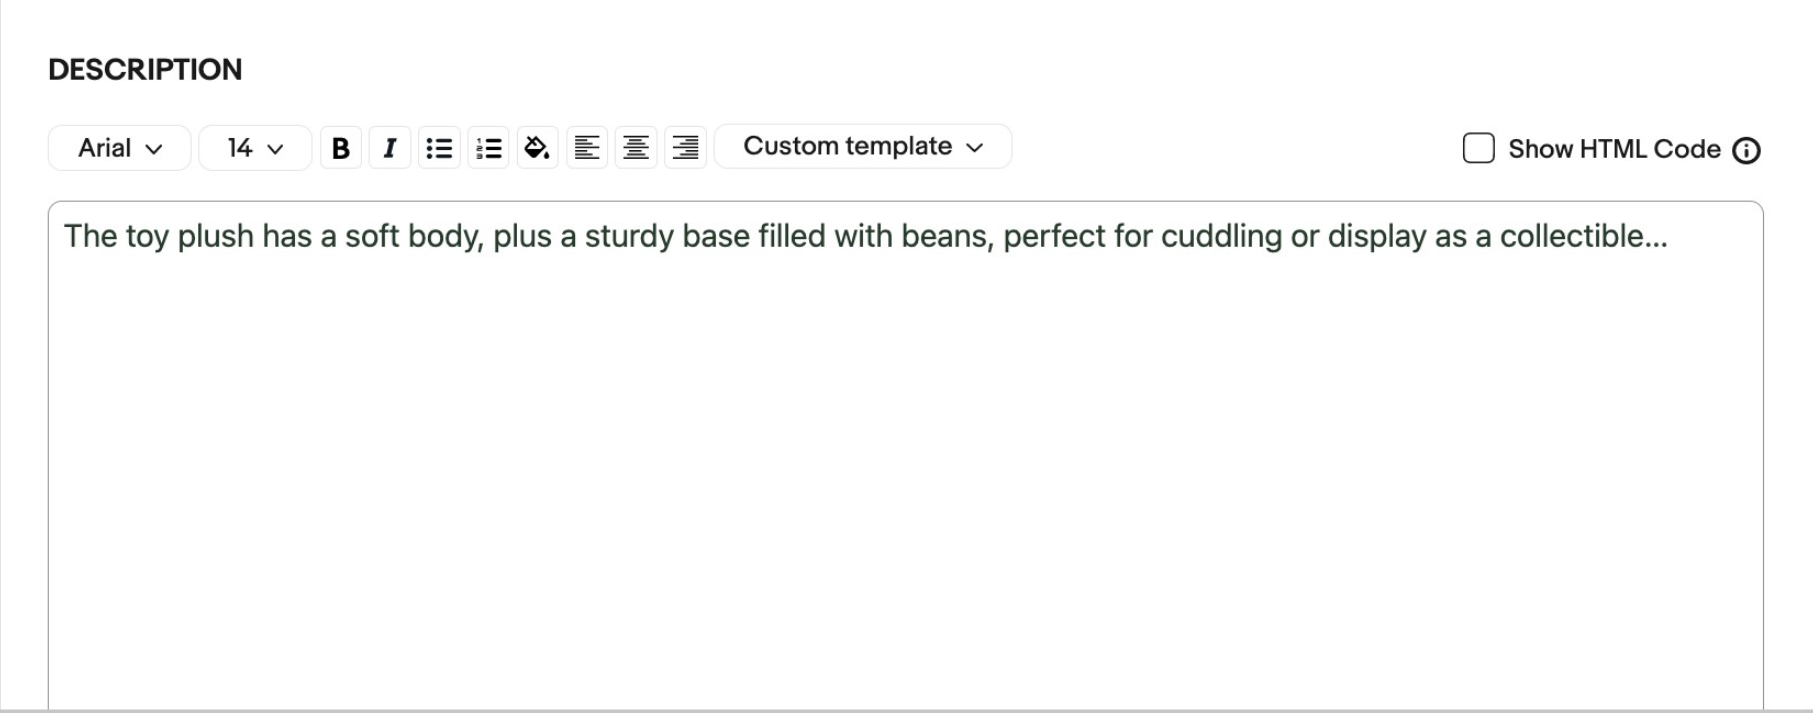 DESCRIPTION
Arial 14 B I Custom template Show HTML Code
The toy plush has a soft body, plus a sturdy base filled with beans, perfect for cuddling or display as a collectible...